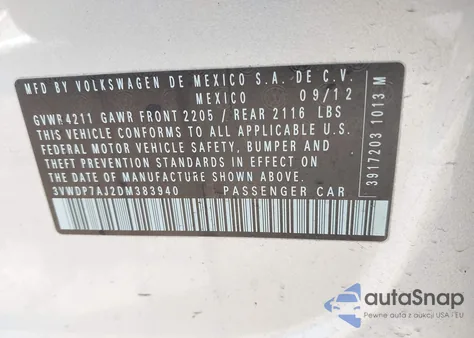 MFD BY VOLKSWAGEN DE MEXICO S.A. DE C.V.
MEXICO 09/12
GVWR4211 GAWR FRONT 2205 / REAR 2116 LBS
THIS VEHICLE CONFORMS TO ALL APPLICABLE U.S.
FEDERAL MOTOR VEHICLE SAFETY, BUMPER AND
THEFT PREVENTION STANDARDS IN EFFECT ON
THE DATE OF MANUFACTURE SHOWN ABOVE.
3VWDP7AJ2DM383940 PASSENGER CAR
3917203 1013 M
autoSnap
Pewne auta z aukcji USA i EU